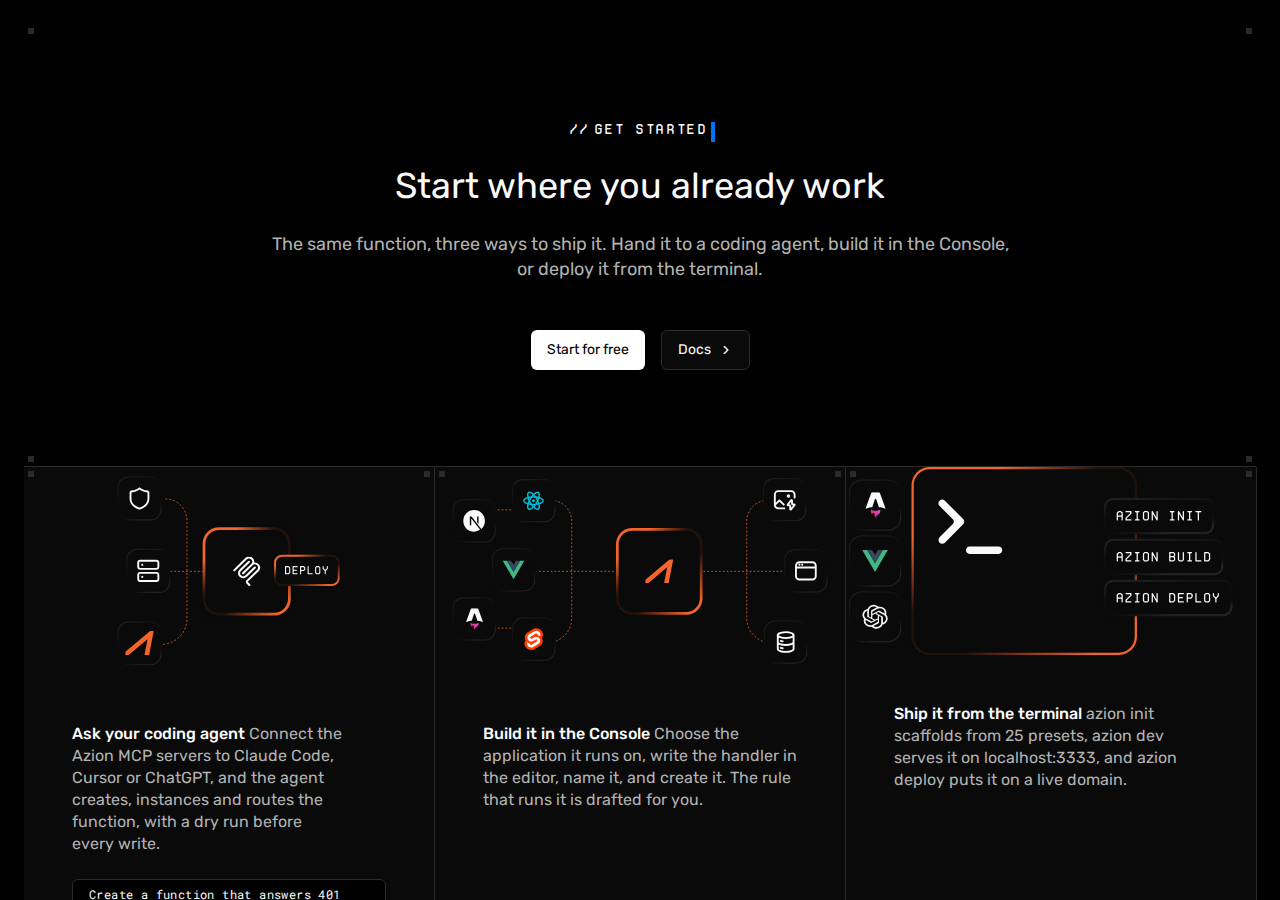 // GET STARTED
Start where you already work
The same function, three ways to ship it. Hand it to a coding agent, build it in the Console,
or deploy it from the terminal.
Start for free
Docs
DEPLOY
AZION INIT
AZION BUILD
AZION DEPLOY
Ask your coding agent Connect the
Azion MCP servers to Claude Code,
Cursor or ChatGPT, and the agent
creates, instances and routes the
function, with a dry run before
every write.
Create a function that answers 401
Build it in the Console Choose the
application it runs on, write the handler in
the editor, name it, and create it. The rule
that runs it is drafted for you.
Ship it from the terminal azion init
scaffolds from 25 presets, azion dev
serves it on localhost:3333, and azion
deploy puts it on a live domain.